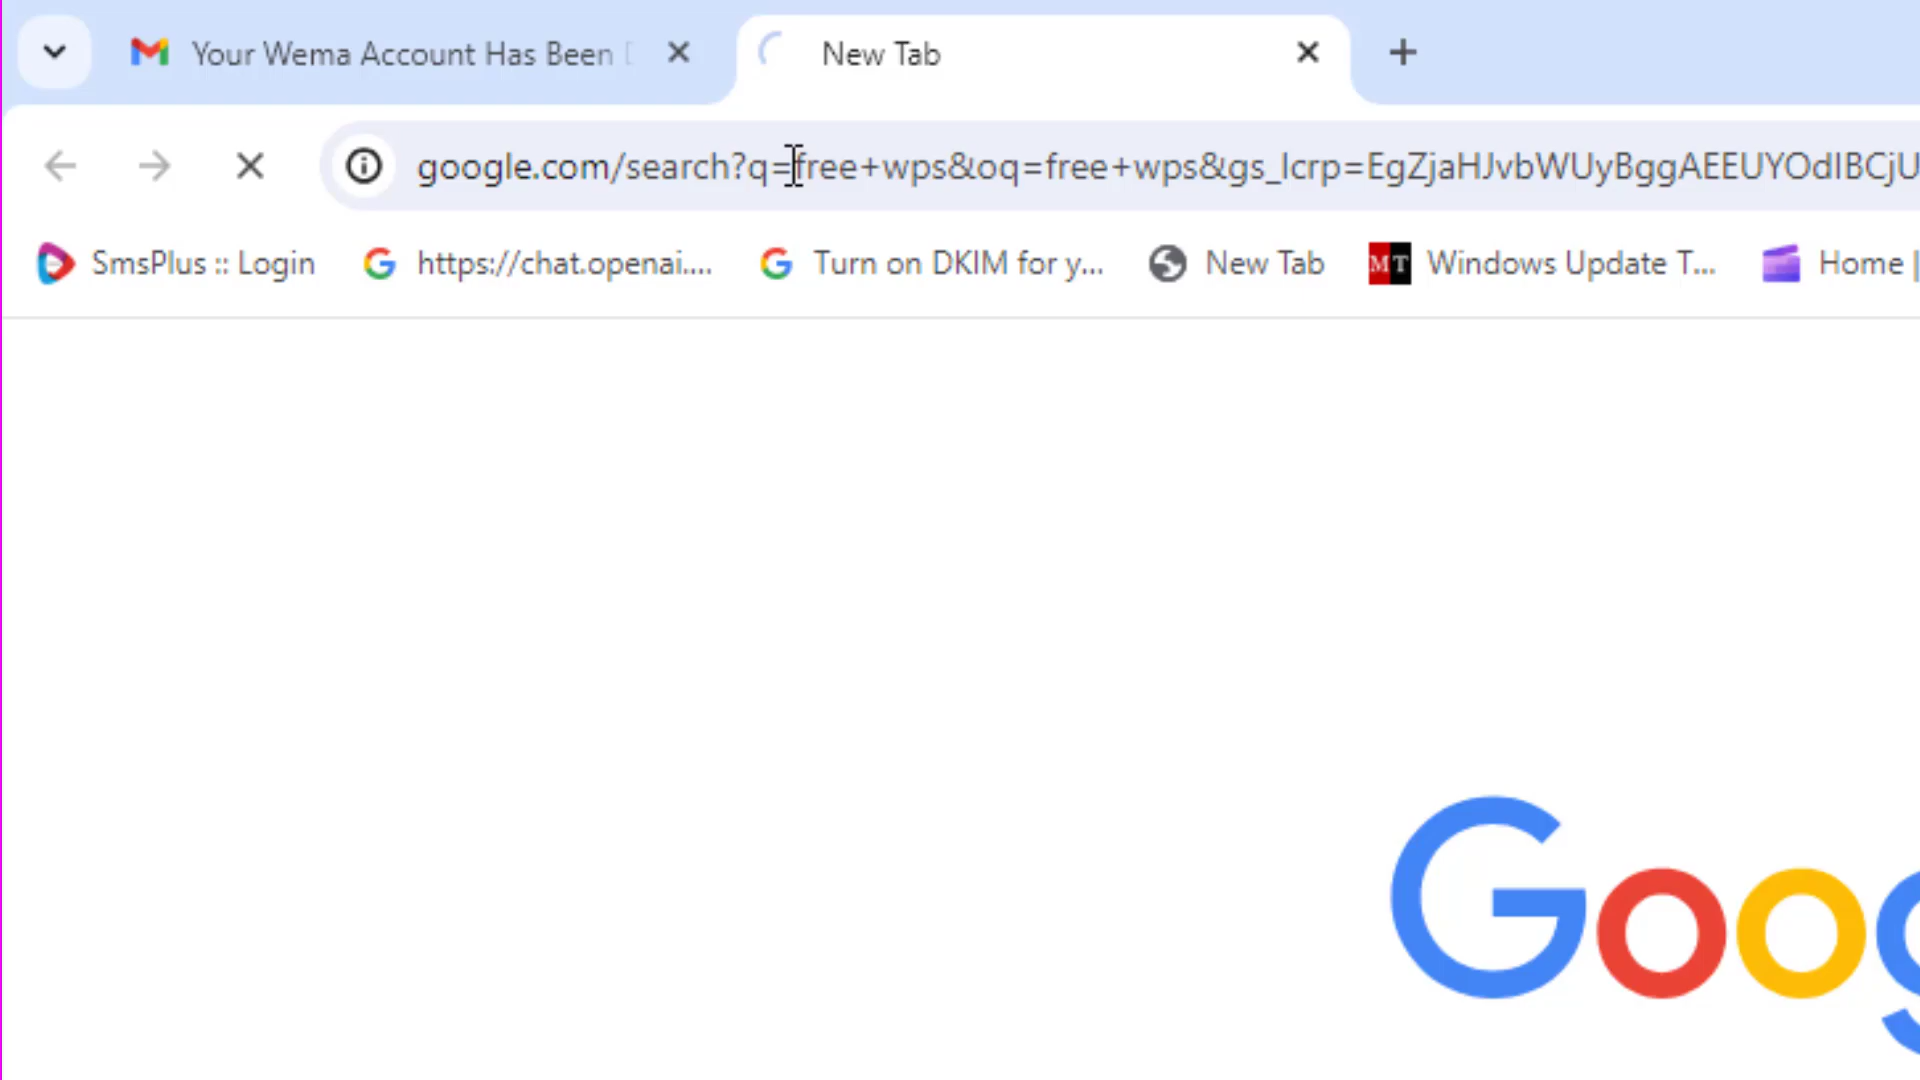 Your Wema Account Has Been
New Tab
google.com/search?q=free+wps&oq=free+wps&gs_lcrp=EgZjaHJvbWUyBggAEEUYOdIBCjU
SmsPlus :: Login
https://chat.openai....
Turn on DKIM for y...
New Tab
MT
Windows Update T...
Home |
Goog